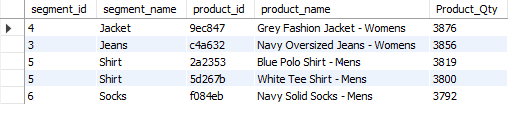 segment_id segment_name product_id product_name Product_Qty
4 Jacket 9ec847 Grey Fashion Jacket - Womens 3876
3 Jeans c4a632 Navy Oversized Jeans - Womens 3856
5 Shirt 2a2353 Blue Polo Shirt - Mens 3819
5 Shirt 5d267b White Tee Shirt - Mens 3800
6 Socks f084eb Navy Solid Socks - Mens 3792